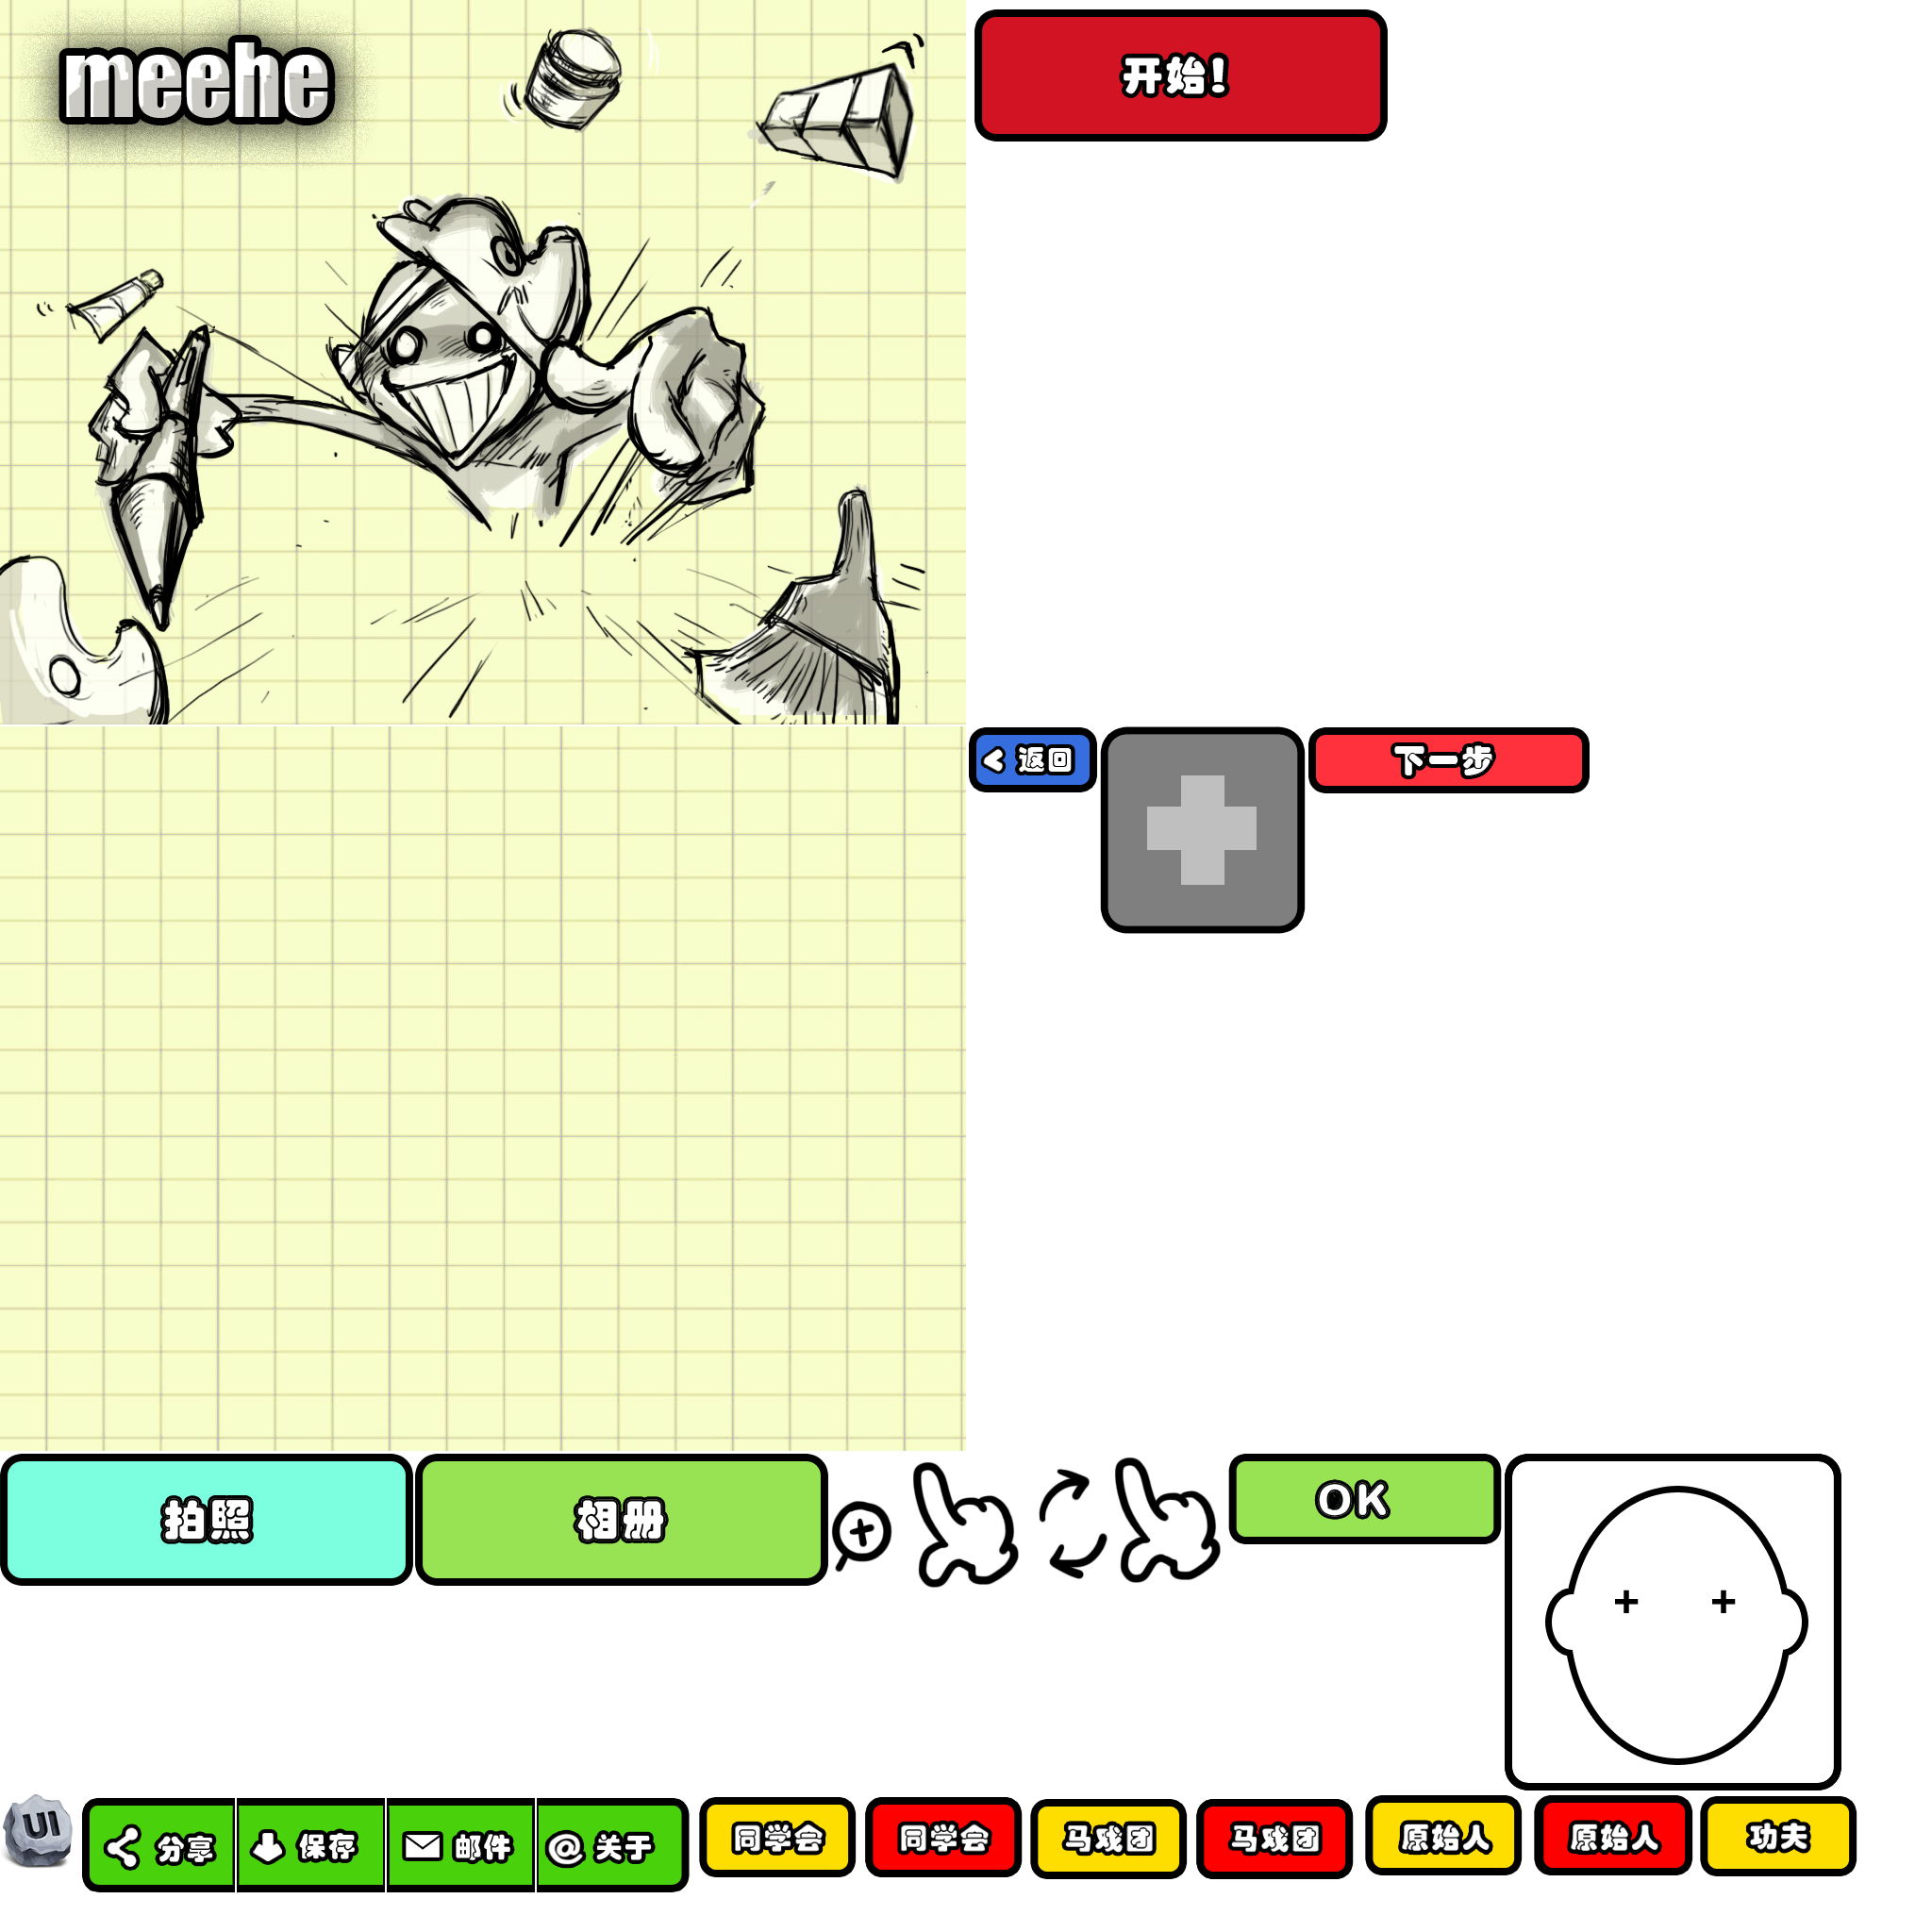 meehe
开始!
返回
下一步
拍照
相册
OK
UI
分享
保存
邮件
@ 关于
同学会
同学会
马戏团
马戏团
原始人
原始人
功夫